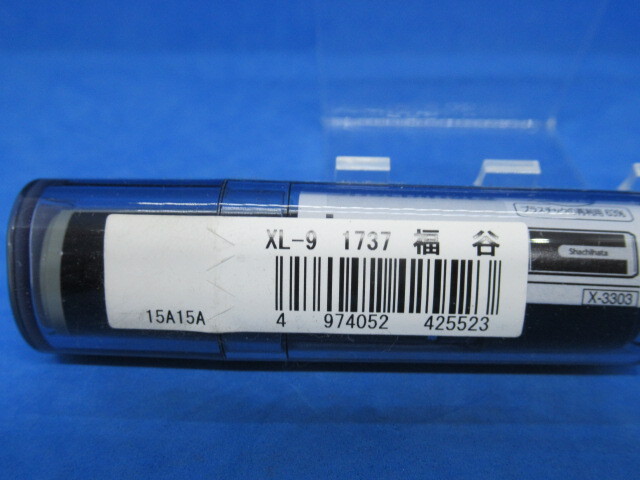 XL-9 1737 福谷
15A15A
4 974052 425523
Shachihata
X-3303